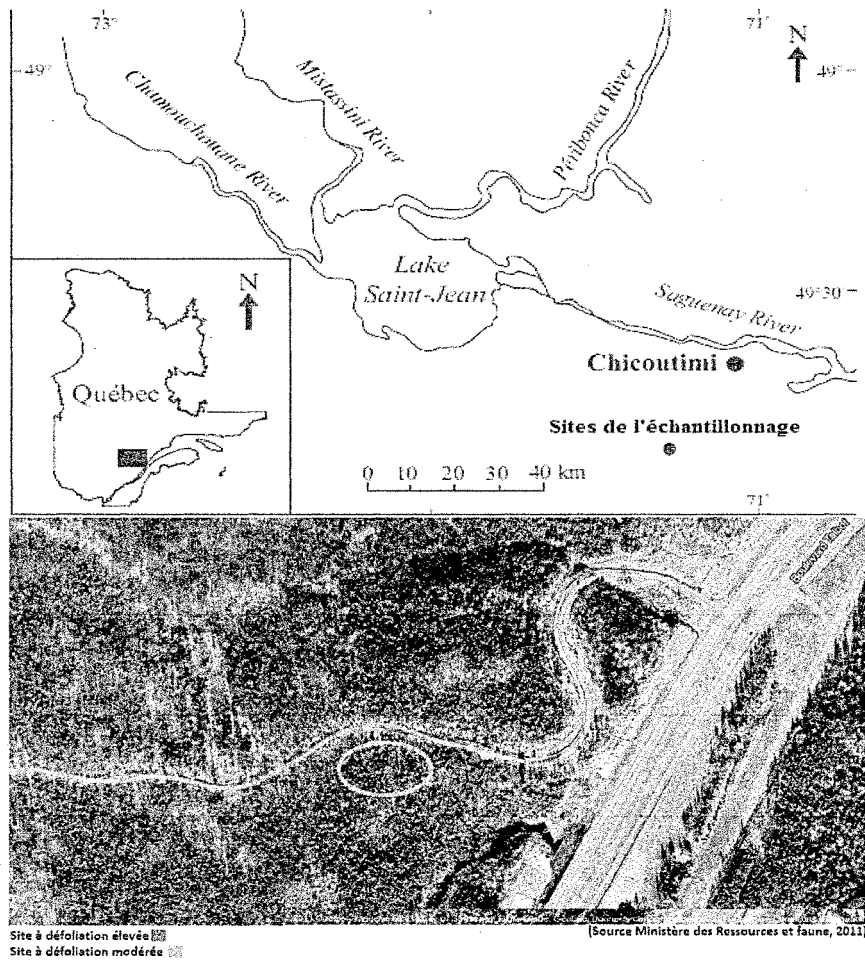 73°
71°
N
49°
49°
Chamouchouane River
Mistassini River
Péribonca River
Lake
Saint-Jean
Saguenay River
49°30'
Chicoutimi
N
Québec
Sites de l'échantillonnage
0 10 20 30 40 km
71°
Boulevard Talbot
Site à défoliation élevée
(Source Ministère des Ressources et faune, 2011)
Site à défoliation modérée